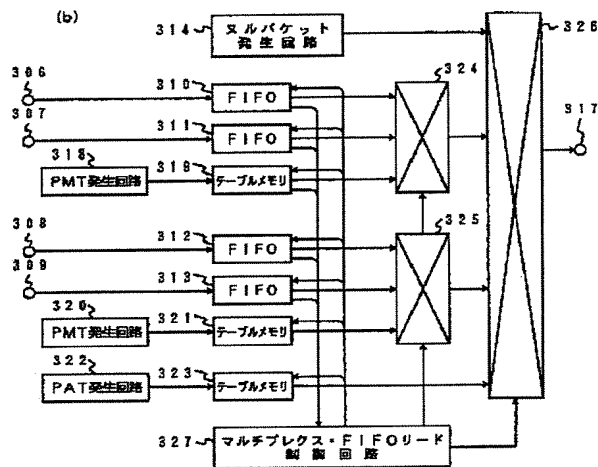 (b)
314
ヌルパケット
発生回路
326
306
310
FIFO
324
307
311
FIFO
317
318
PMT発生回路
319
テーブルメモリ
308
312
FIFO
325
309
313
FIFO
320
PMT発生回路
321
テーブルメモリ
322
PAT発生回路
323
テーブルメモリ
327
マルチプレクス・FIFOリード
制御回路